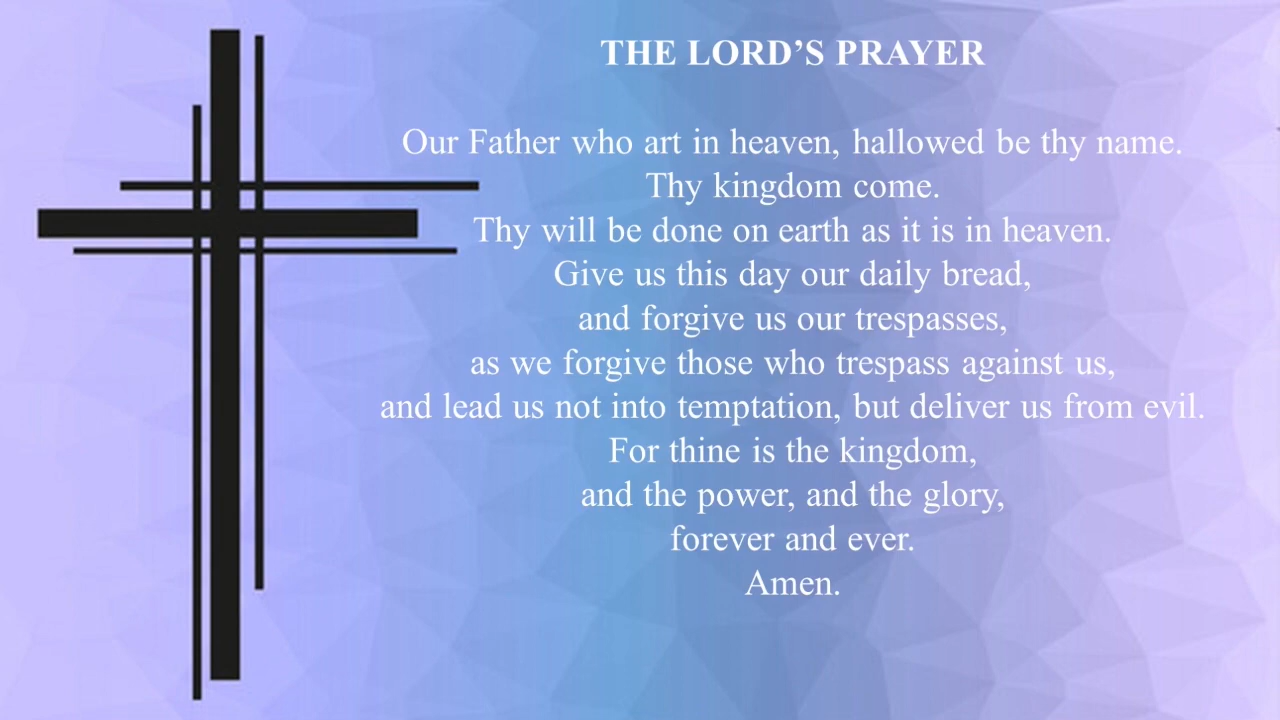 THE LORD’S PRAYER
Our Father who art in heaven, hallowed be thy name.
Thy kingdom come.
Thy will be done on earth as it is in heaven.
Give us this day our daily bread,
and forgive us our trespasses,
as we forgive those who trespass against us,
and lead us not into temptation, but deliver us from evil.
For thine is the kingdom,
and the power, and the glory,
forever and ever.
Amen.